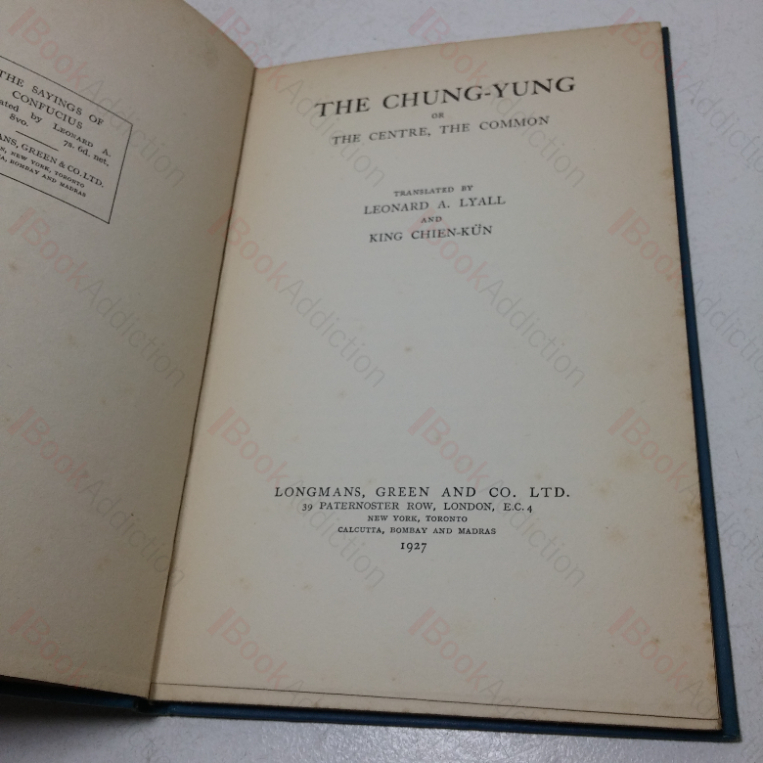 THE SAYINGS OF
CONFUCIUS
by LEONARD A.
8vo. 7s. 6d. net.
GREEN & CO. LTD.
NEW YORK, TORONTO
BOMBAY AND MADRAS
THE CHUNG-YUNG
OR
THE CENTRE, THE COMMON
TRANSLATED BY
LEONARD A. LYALL
AND
KING CHIEN-KÜN
LONGMANS, GREEN AND CO. LTD.
39 PATERNOSTER ROW, LONDON, E.C. 4
NEW YORK, TORONTO
CALCUTTA, BOMBAY AND MADRAS
1927
BookAddiction